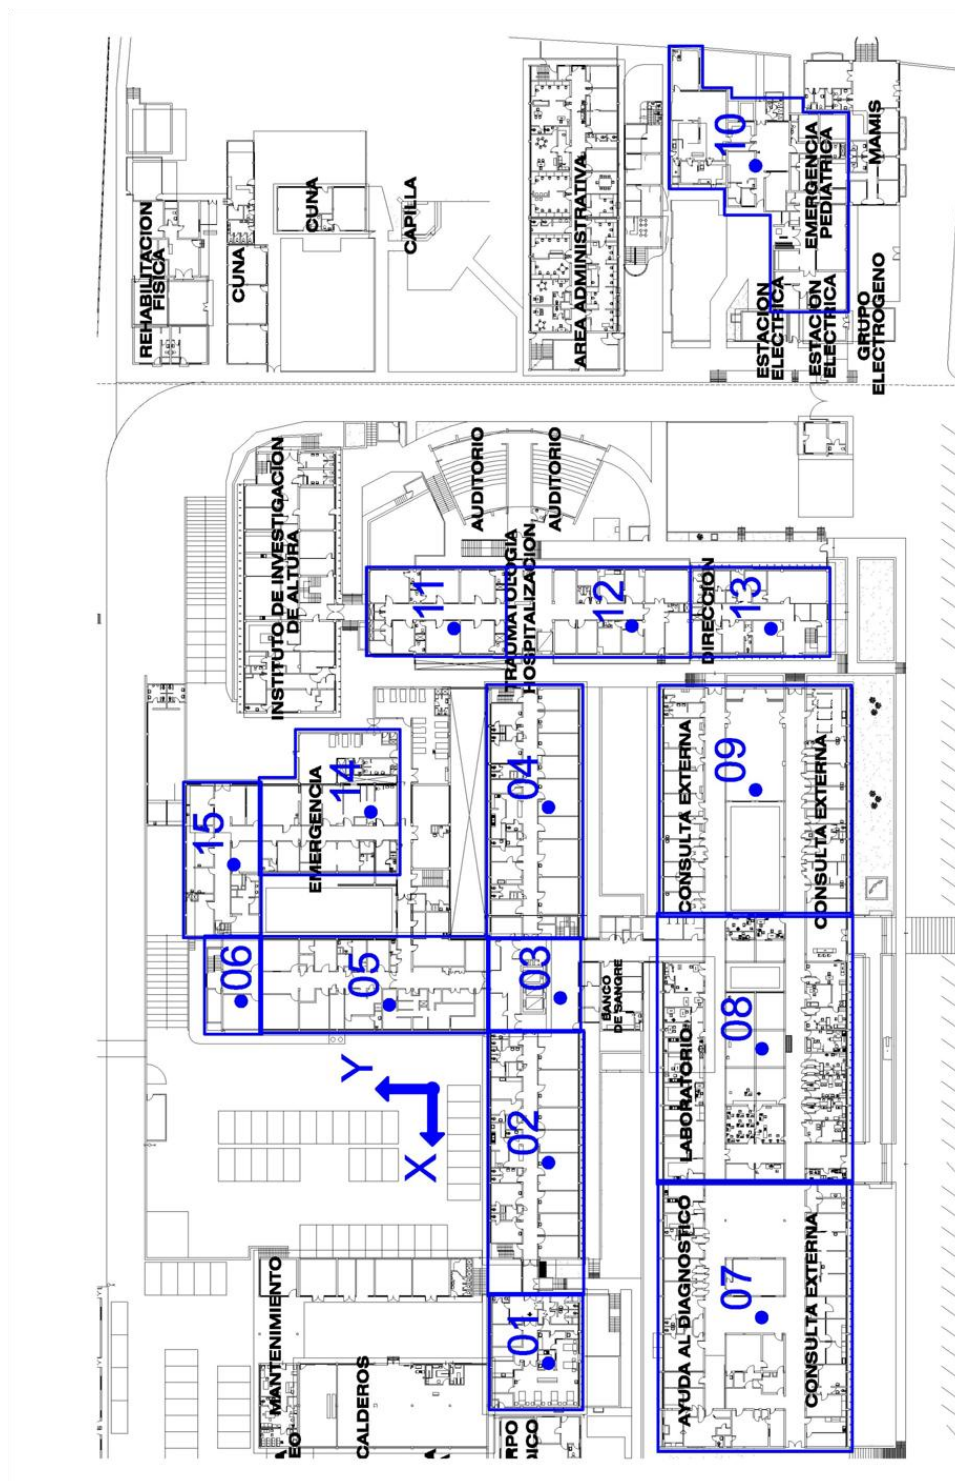 REHABILITACION
FISICA
CUNA
CUNA
CAPILLA
AREA ADMINISTRATIVA
10
EMERGENCIA
PEDIATRICA
MAMIS
ESTACION
ELECTRICA
ESTACION
ELECTRICA
GRUPO
ELECTROGENO
INSTITUTO DE INVESTIGACION
DE ALTURA
AUDITORIO
AUDITORIO
TRAUMATOLOGIA
HOSPITALIZACION
DIRECCION
11
12
13
15
14
EMERGENCIA
04
CONSULTA EXTERNA
09
CONSULTA EXTERNA
06
05
03
BANCO
DE SANGRE
LABORATORIO
08
Y
X
02
MANTENIMIENTO
CALDEROS
01
AYUDA AL DIAGNOSTICO
07
CONSULTA EXTERNA
EO
A
RPO
GICO